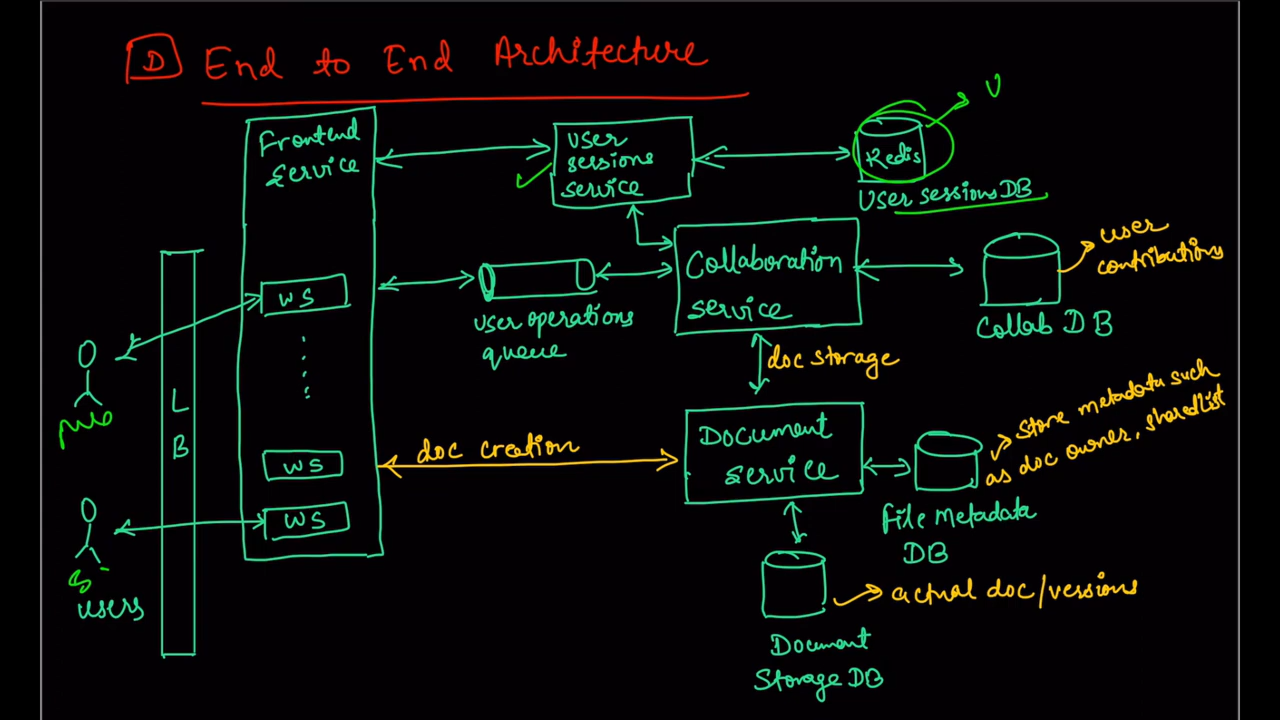 D End to End Architecture
Frontend
Service
WS
WS
WS
L
B
users
User
sessions
service
Redis
User sessions DB
U
User operations
queue
Collaboration
service
Collab DB
user
contributions
doc storage
doc creation
Document
Service
File Metadata
DB
Store metadata such
as doc owner, sharedlist
Document
Storage DB
actual doc/versions